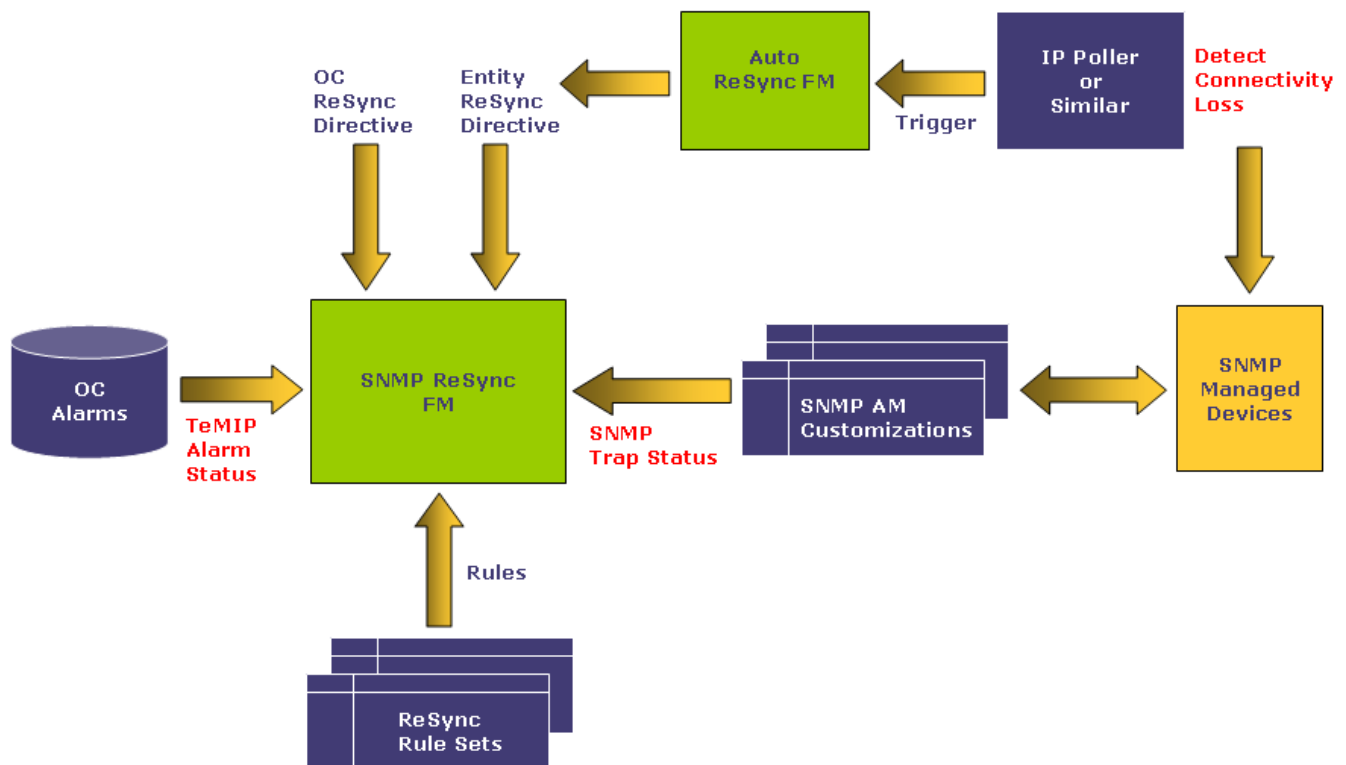 OC
ReSync
Directive
Entity
ReSync
Directive
Auto
ReSync FM
Trigger
IP Poller
or
Similar
Detect
Connectivity
Loss
OC
Alarms
TeMIP
Alarm
Status
SNMP ReSync
FM
SNMP
Trap Status
SNMP AM
Customizations
SNMP
Managed
Devices
Rules
ReSync
Rule Sets